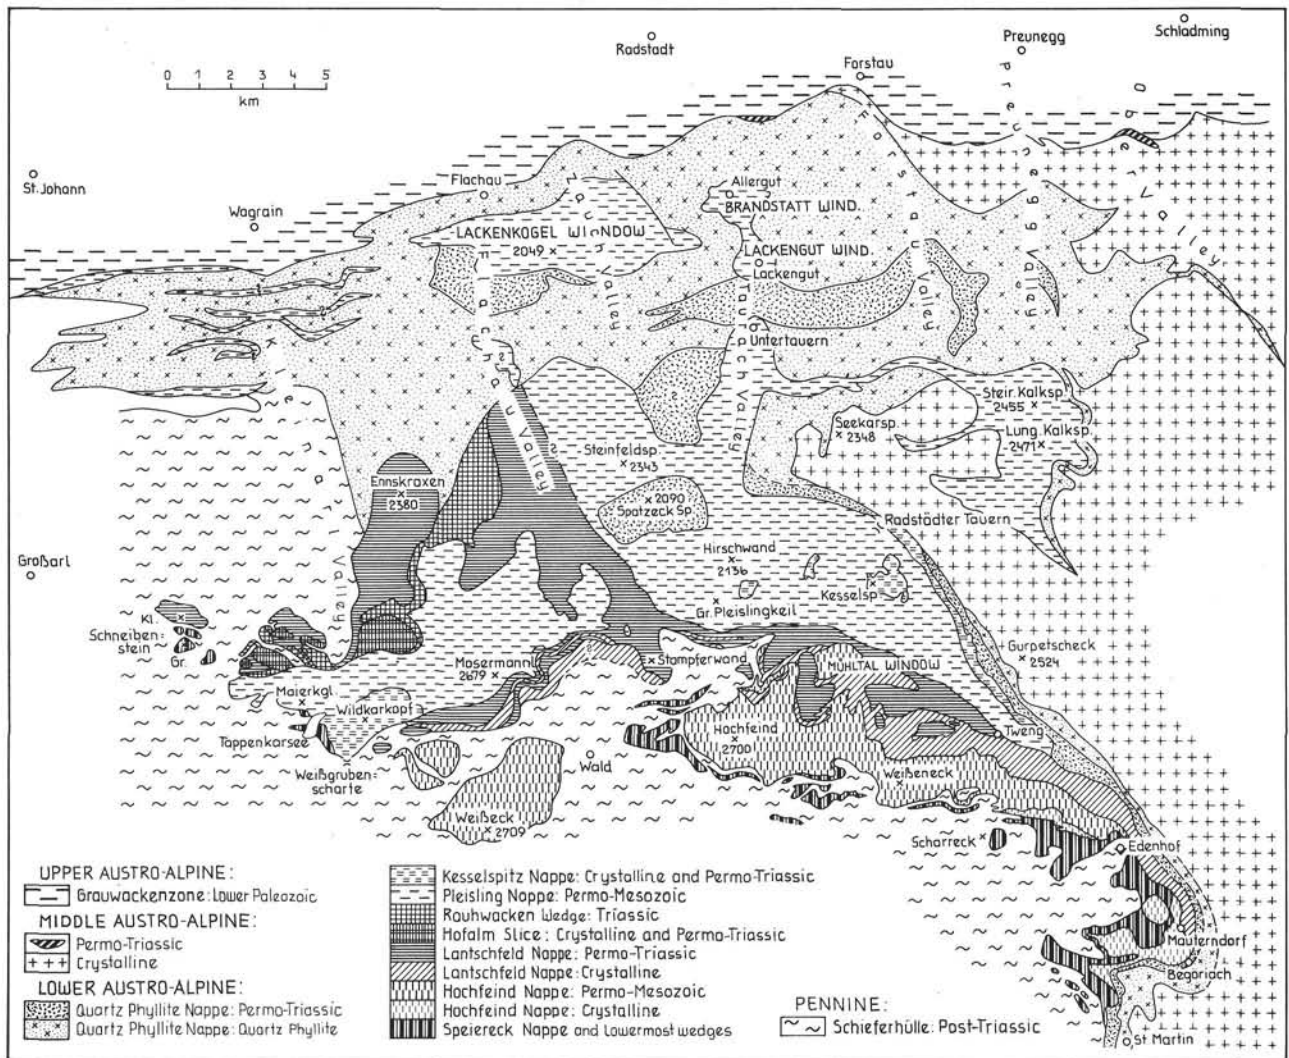 Schladming
Preunegg
Radstadt
Forstau
0 1 2 3 4 5
km
Preunegg Valley
Obervalley
Forstau Valley
St. Johann
Flachau
Zauch Valley
Allergut
BRANDSTATT WIND.
Wagrain
LACKENKOGEL WINDOW
2049 ×
LACKENGUT WIND.
Lackengut
Flachau Valley
Taurach Valley
Kleinarl Valley
Untertauern
Steir. Kalksp.
2455 ×
Seekarsp.
× 2348
Lung. Kalksp.
2471 ×
Steinfeldsp.
× 2343
Ennskraxen
×
2380
× 2090
Spatzeck Sp
Radstädter Tauern
Hirschwand
×
2136
Großarl
Kesselsp
Gr. Pleislingkeil
Kl.
Schneiben=
stein
Gr.
Gurpetscheck
× 2524
Mosermannl
2679 ×
× Stampferwand
MÜHLTAL WINDOW
Maierkgl.
×
Wildkarkopf
×
Hochfeind
×
2700
Tweng
Tappenkarsee
Weißgruben=
scharte
Wald
Weißeneck
×
Weißeck
× 2709
Scharreck ×
Edenhof
Mauterndorf
Begöriach
St Martin
UPPER AUSTRO-ALPINE:
Grauwackenzone: Lower Paleozoic
MIDDLE AUSTRO-ALPINE:
Permo-Triassic
Crystalline
LOWER AUSTRO-ALPINE:
Quartz Phyllite Nappe: Permo-Triassic
Quartz Phyllite Nappe: Quartz Phyllite
Kesselspitz Nappe: Crystalline and Permo-Triassic
Pleisling Nappe: Permo-Mesozoic
Rauhwacken Wedge: Triassic
Hofalm Slice: Crystalline and Permo-Triassic
Lantschfeld Nappe: Permo-Triassic
Lantschfeld Nappe: Crystalline
Hochfeind Nappe: Permo-Mesozoic
Hochfeind Nappe: Crystalline
Speiereck Nappe and Lowermost wedges
PENNINE:
Schieferhülle: Post-Triassic